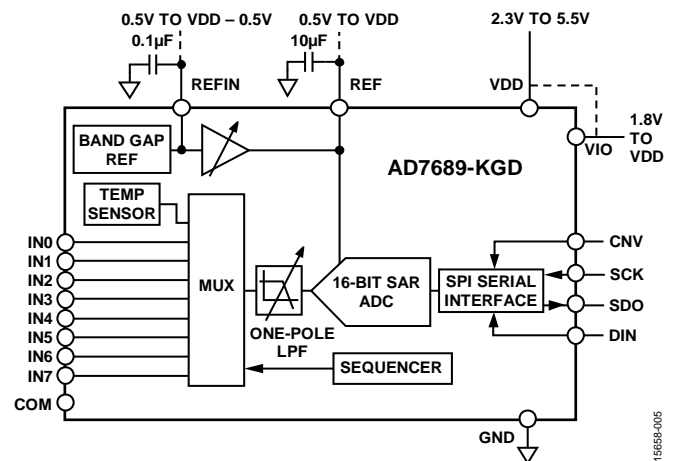 0.5V TO VDD – 0.5V
0.5V TO VDD
2.3V TO 5.5V
0.1µF
10µF
REFIN
REF
VDD
1.8V
TO
VDD
VIO
BAND GAP
REF
AD7689-KGD
TEMP
SENSOR
IN0
IN1
IN2
IN3
IN4
IN5
IN6
IN7
COM
MUX
ONE-POLE
LPF
16-BIT SAR
ADC
SPI SERIAL
INTERFACE
CNV
SCK
SDO
DIN
SEQUENCER
GND
15658-005